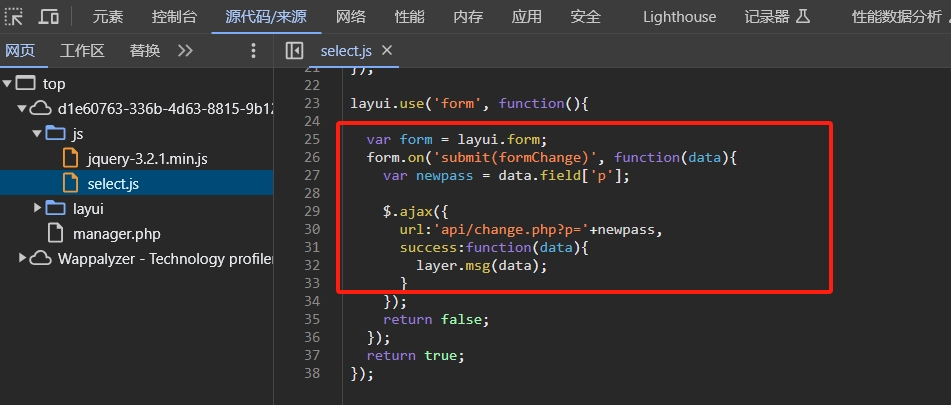 元素 控制台 源代码/来源 网络 性能 内存 应用 安全 Lighthouse 记录器 性能数据分析
网页 工作区 替换 select.js
top
d1e60763-336b-4d63-8815-9b12
js
jquery-3.2.1.min.js
select.js
layui
manager.php
Wappalyzer - Technology profiler
21 });
22
23 layui.use('form', function(){
24
25 var form = layui.form;
26 form.on('submit(formChange)', function(data){
27 var newpass = data.field['p'];
28
29 $.ajax({
30 url:'api/change.php?p='+newpass,
31 success:function(data){
32 layer.msg(data);
33 }
34 });
35 return false;
36 });
37 return true;
38 });